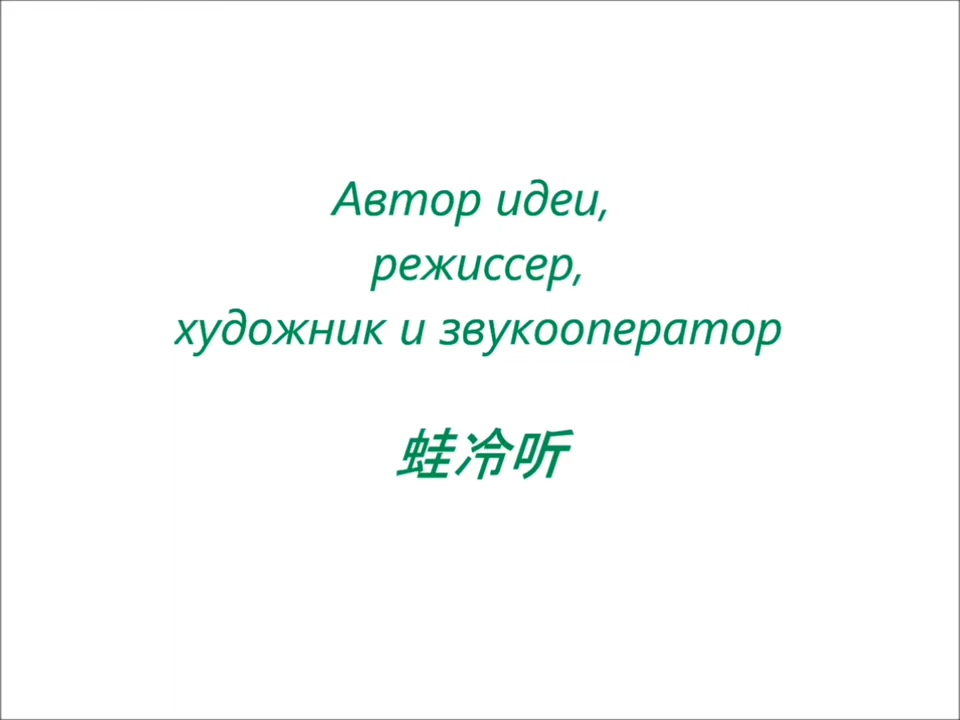 Автор идеи,
режиссер,
художник и звукооператор
蛙冷听